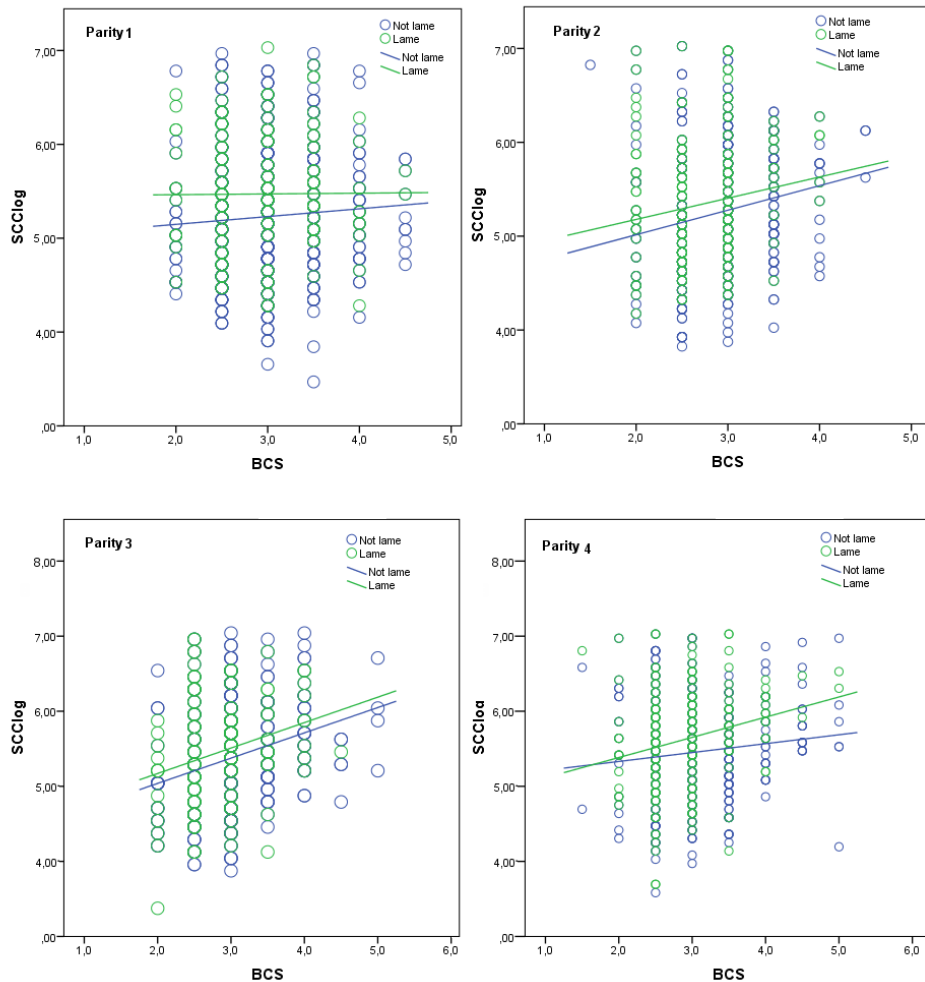 Parity 1
Not lame
Lame
Not lame
Lame
7,00
6,00
5,00
4,00
,00
SCClog
1,0 2,0 3,0 4,0 5,0
BCS
Parity 2
Not lame
Lame
Not lame
Lame
7,00
6,00
5,00
4,00
,00
SCClog
1,0 2,0 3,0 4,0 5,0
BCS
Parity 3
Not lame
Lame
Not lame
Lame
8,00
7,00
6,00
5,00
4,00
,00
SCClog
1,0 2,0 3,0 4,0 5,0 6,0
BCS
Parity 4
Not lame
Lame
Not lame
Lame
8,00
7,00
6,00
5,00
4,00
,00
SCClog
1,0 2,0 3,0 4,0 5,0 6,0
BCS